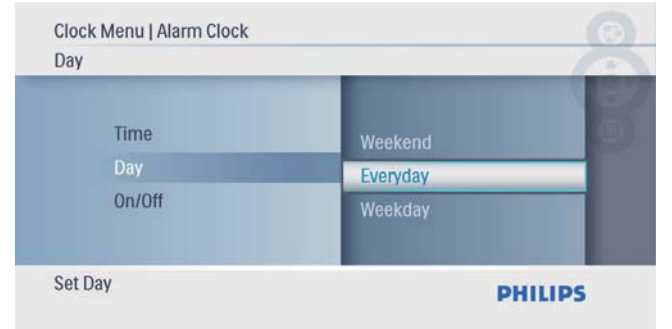 Clock Menu | Alarm Clock
Day
Time
Day
On/Off
Weekend
Everyday
Weekday
Set Day
PHILIPS